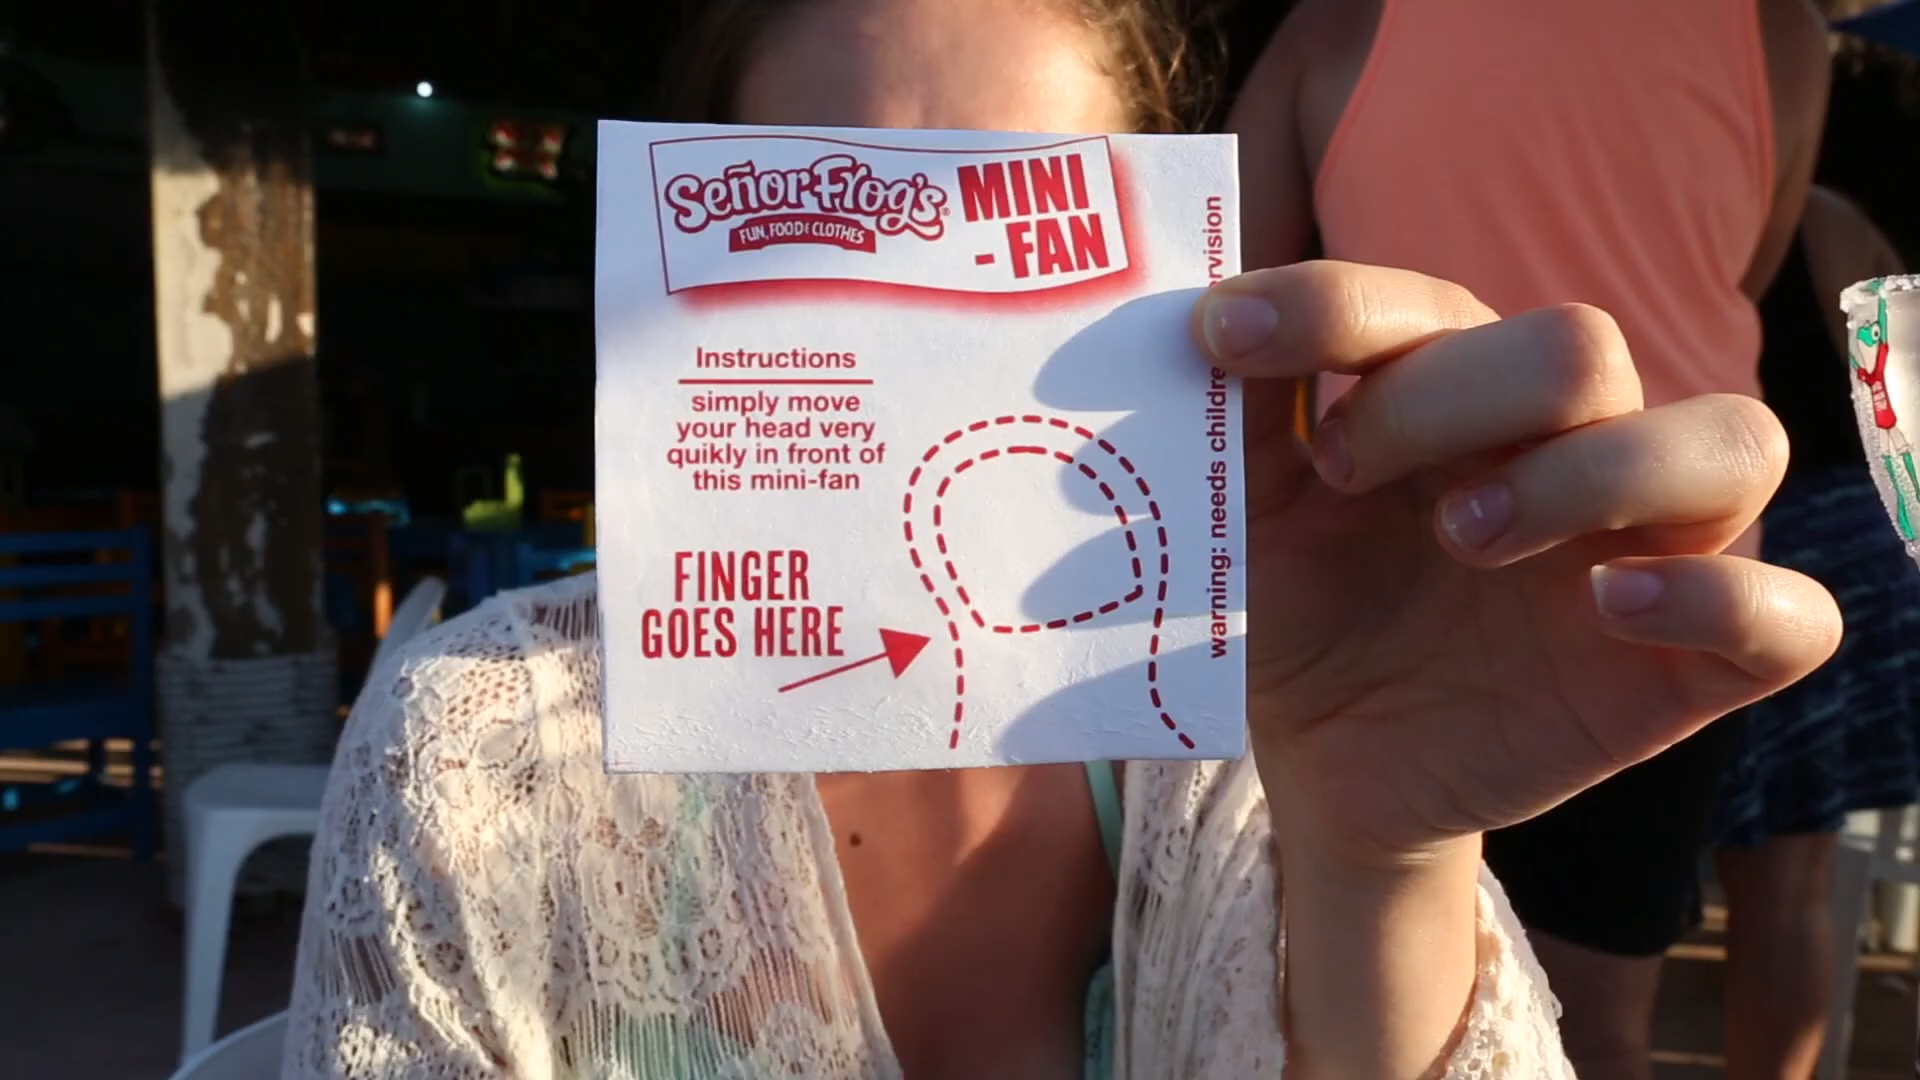 Señor Frog's
FUN, FOOD & CLOTHES
MINI
- FAN
Instructions
simply move
your head very
quikly in front of
this mini-fan
FINGER
GOES HERE
warning: needs